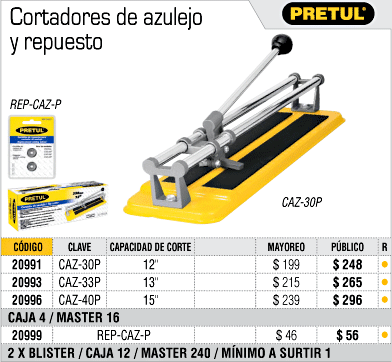 Cortadores de azulejo
y repuesto
PRETUL®
REP-CAZ-P
PRETUL
PRETUL
CAZ-30P
CÓDIGO CLAVE CAPACIDAD DE CORTE MAYOREO PÚBLICO R
20991 CAZ-30P 12" $ 199 $ 248
20993 CAZ-33P 13" $ 215 $ 265
20996 CAZ-40P 15" $ 239 $ 296
CAJA 4 / MASTER 16
20999 REP-CAZ-P $ 46 $ 56
2 X BLISTER / CAJA 12 / MASTER 240 / MÍNIMO A SURTIR 1